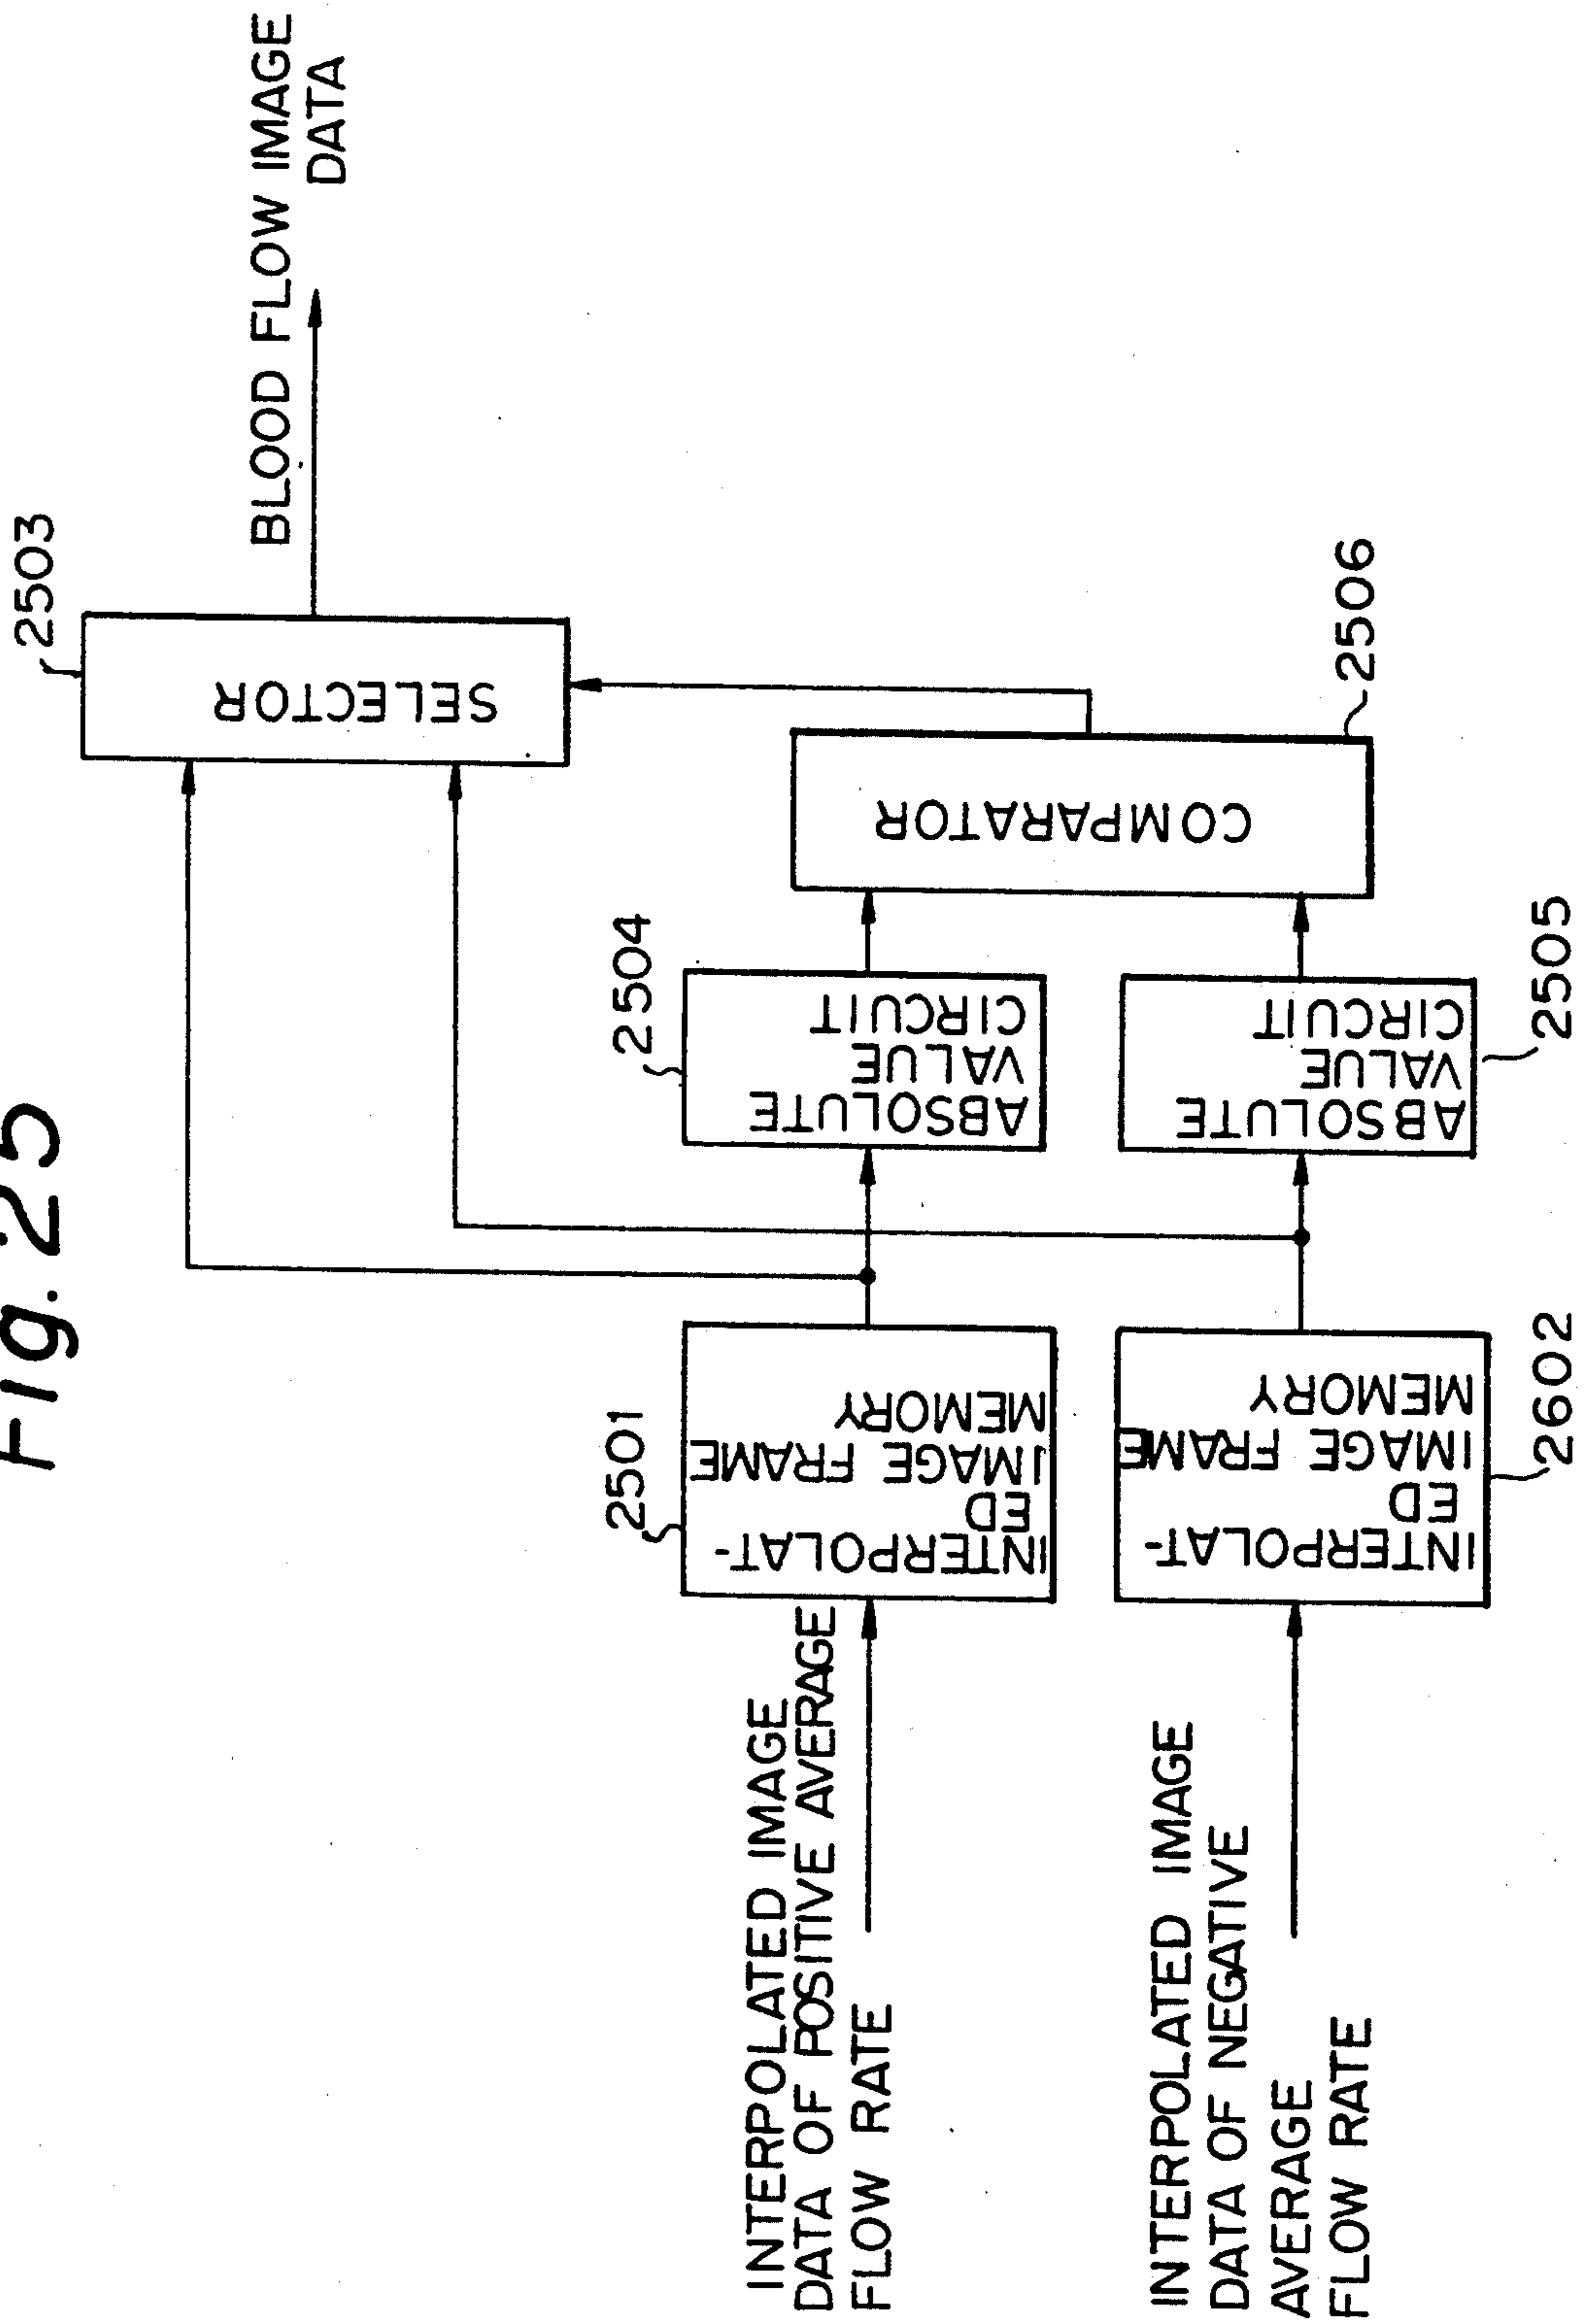 Fig. 25
INTERPOLATED IMAGE
DATA OF POSITIVE AVERAGE
FLOW RATE
2501
INTERPOLAT-
ED
IMAGE FRAME
MEMORY
2504
ABSOLUTE
VALUE
CIRCUIT
2503
SELECTOR
BLOOD FLOW IMAGE
DATA
INTERPOLATED IMAGE
DATA OF NEGATIVE
AVERAGE
FLOW RATE
INTERPOLAT-
ED
IMAGE FRAME
MEMORY
2602
ABSOLUTE
VALUE
CIRCUIT
2505
COMPARATOR
2506